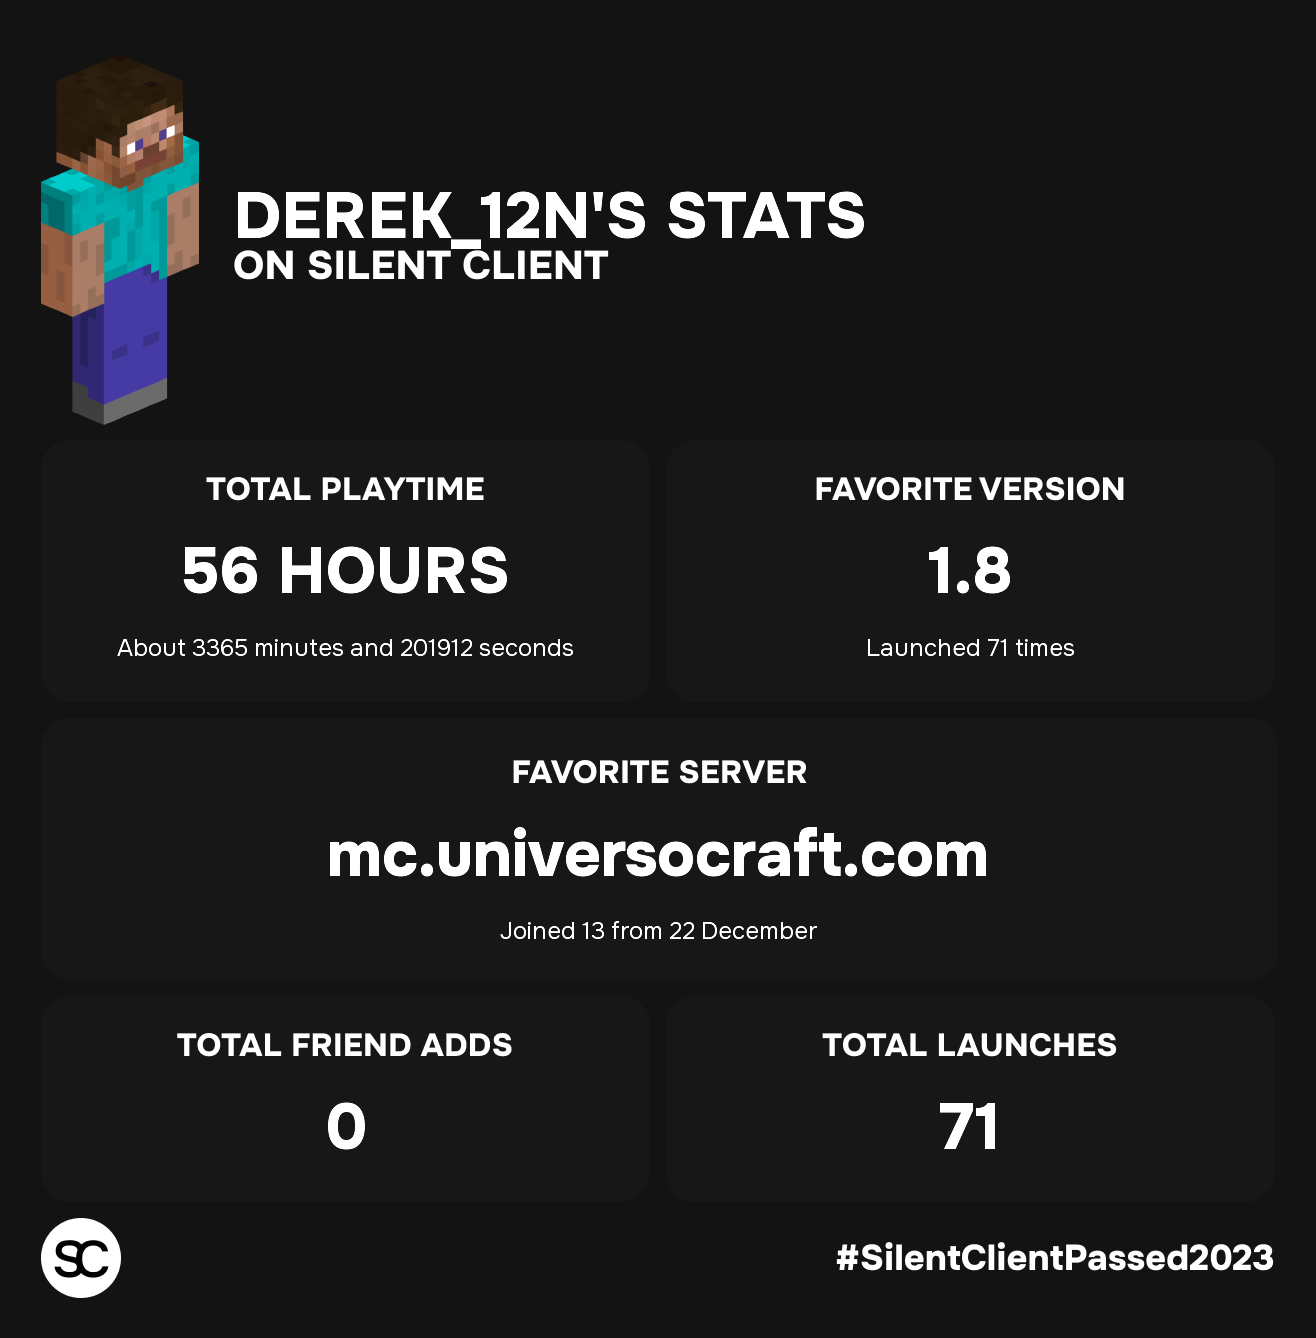 DEREK_12N'S STATS
ON SILENT CLIENT
TOTAL PLAYTIME
56 HOURS
About 3365 minutes and 201912 seconds
FAVORITE VERSION
1.8
Launched 71 times
FAVORITE SERVER
mc.universocraft.com
Joined 13 from 22 December
TOTAL FRIEND ADDS
0
TOTAL LAUNCHES
71
SC
#SilentClientPassed2023